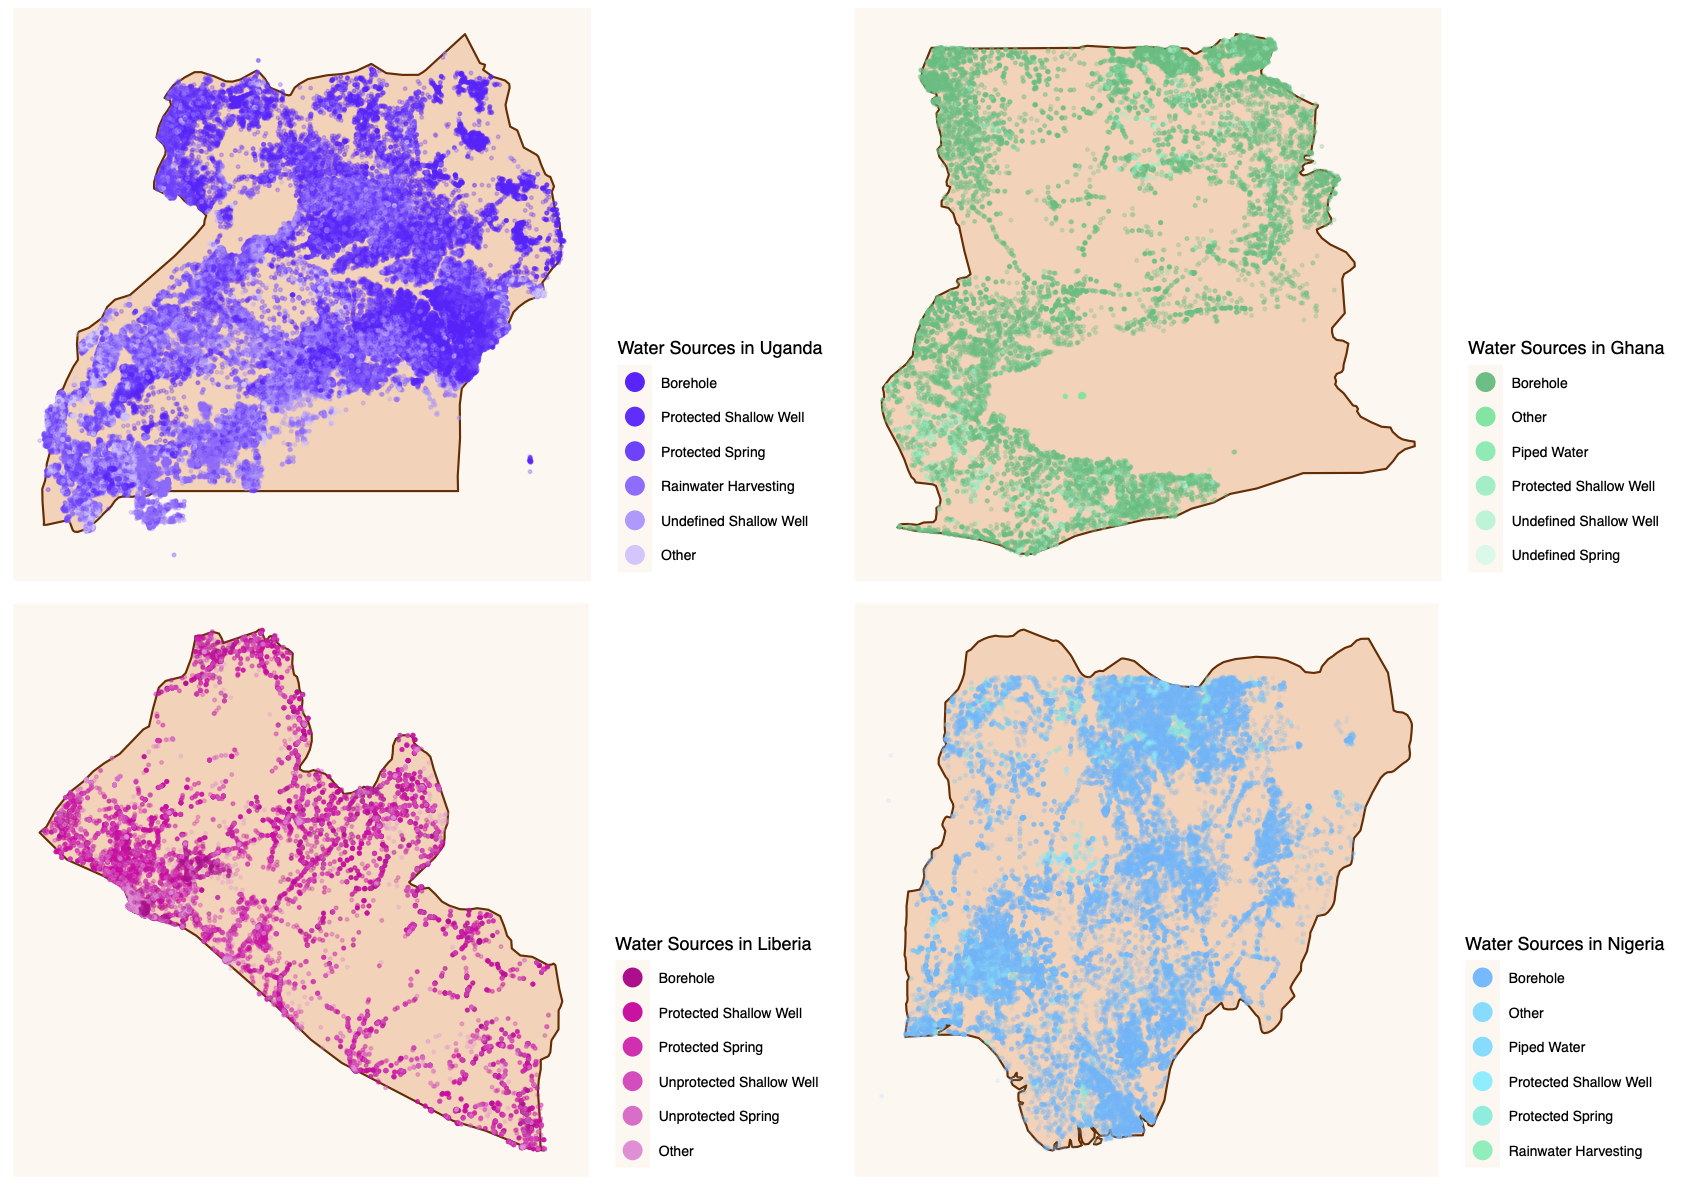 Water Sources in Uganda
Borehole
Protected Shallow Well
Protected Spring
Rainwater Harvesting
Undefined Shallow Well
Other
Water Sources in Ghana
Borehole
Other
Piped Water
Protected Shallow Well
Undefined Shallow Well
Undefined Spring
Water Sources in Liberia
Borehole
Protected Shallow Well
Protected Spring
Unprotected Shallow Well
Unprotected Spring
Other
Water Sources in Nigeria
Borehole
Other
Piped Water
Protected Shallow Well
Protected Spring
Rainwater Harvesting